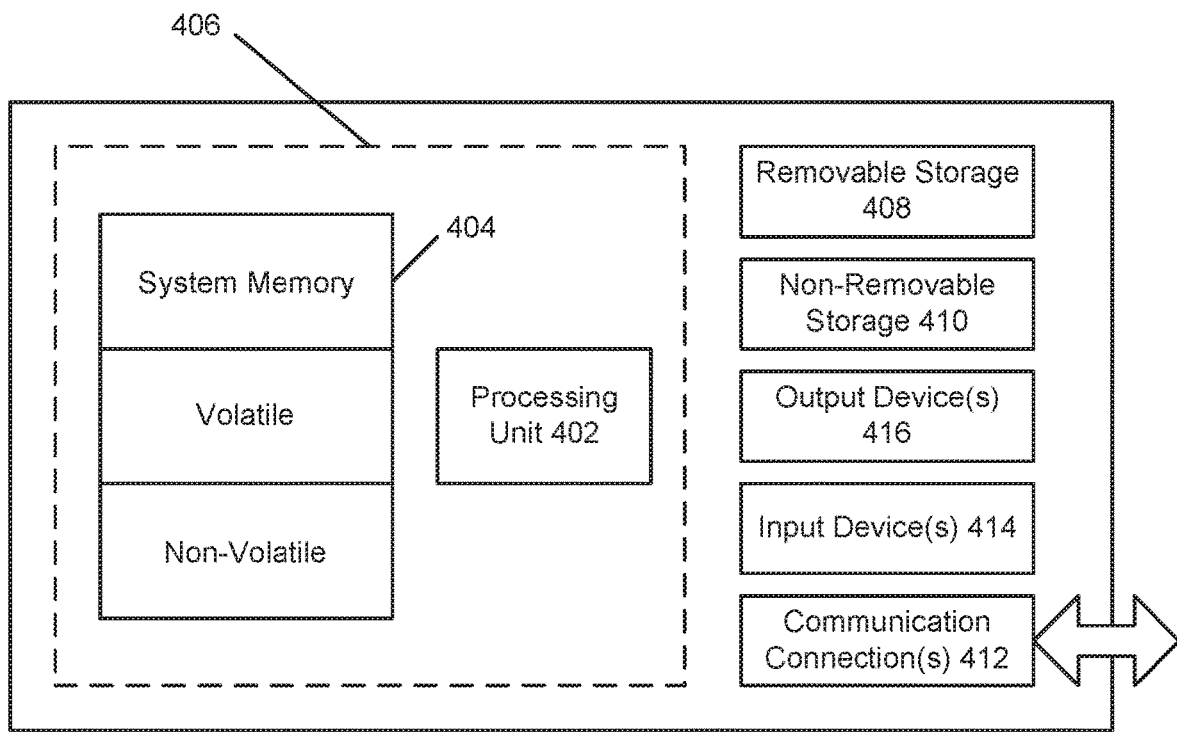 406
404
System Memory
Volatile
Non-Volatile
Processing
Unit 402
Removable Storage
408
Non-Removable
Storage 410
Output Device(s)
416
Input Device(s) 414
Communication
Connection(s) 412